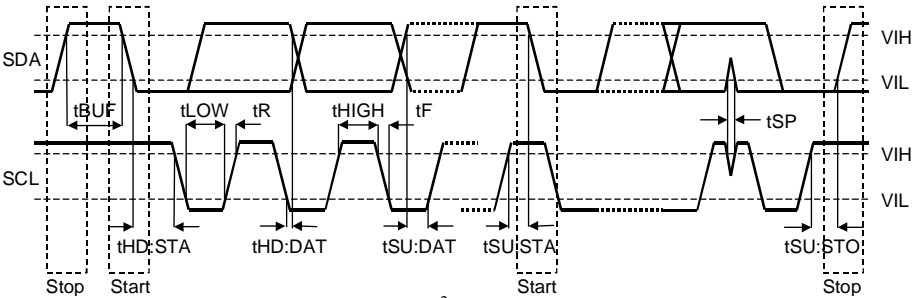 VIH
SDA
VIL
tBUF tLOW tR tHIGH tF
tSP
VIH
SCL
VIL
tHD:STA tHD:DAT tSU:DAT tSU:STA tSU:STO
Stop Start Start Stop